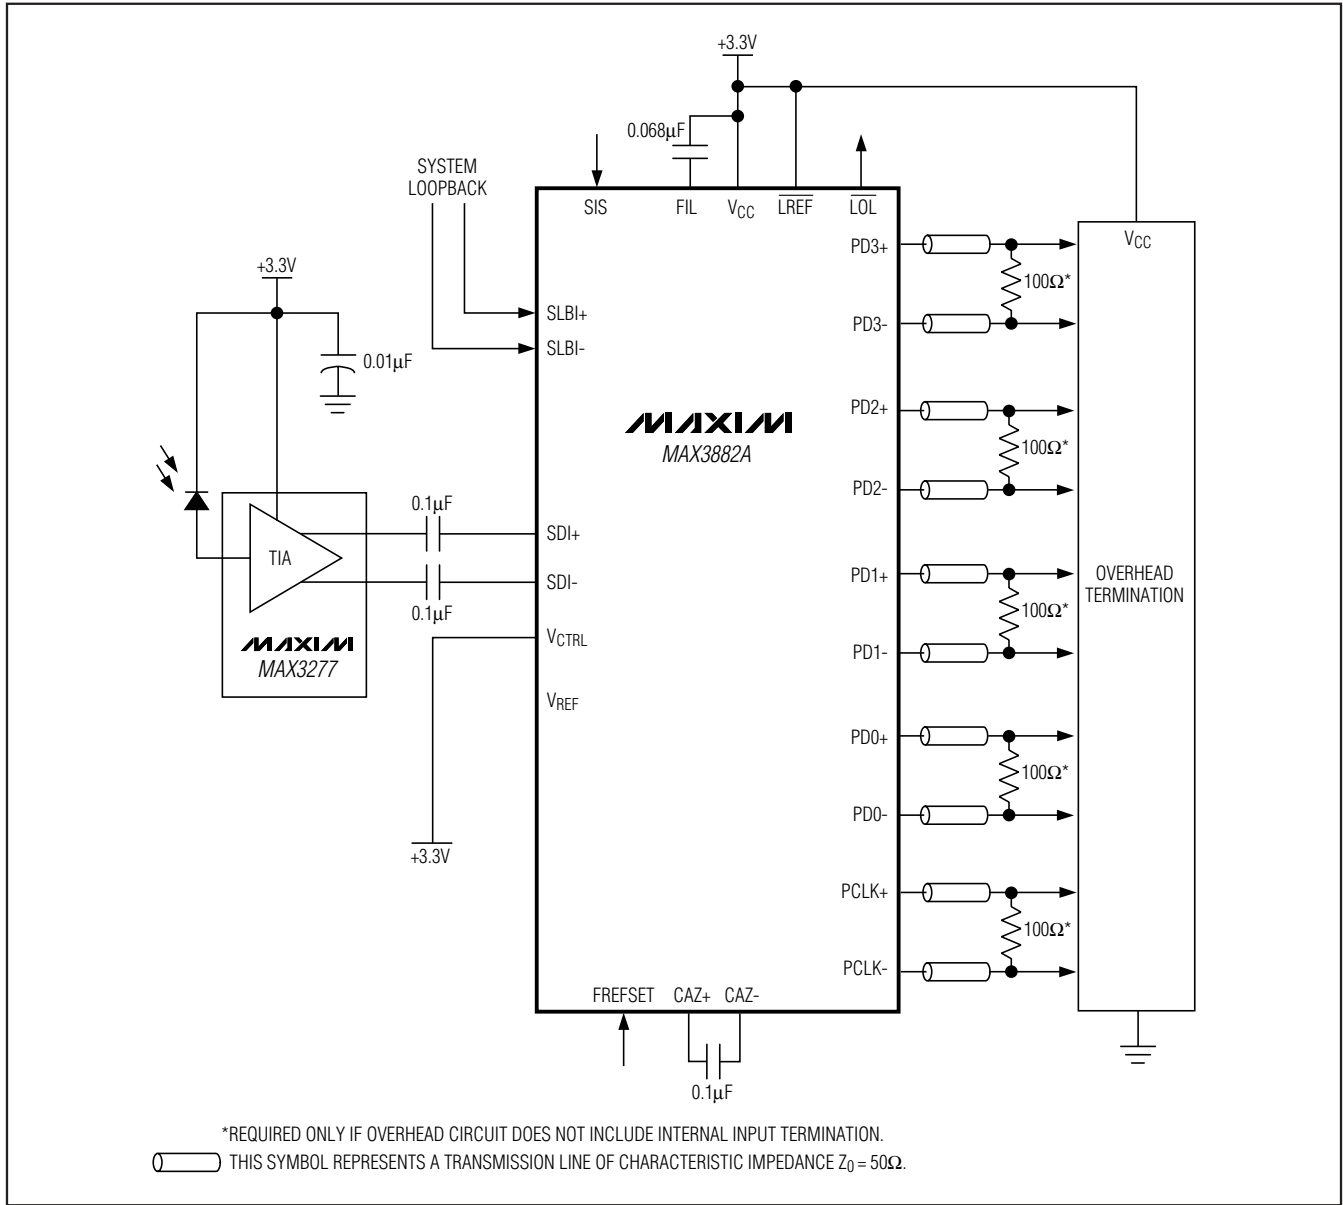 +3.3V
0.068µF
SYSTEM
LOOPBACK
SIS
FIL
VCC
LREF
LOL
+3.3V
0.01µF
SLBI+
SLBI-
MAXIM
MAX3882A
PD3+
100Ω*
PD3-
VCC
PD2+
100Ω*
PD2-
0.1µF
SDI+
TIA
SDI-
0.1µF
MAXIM
MAX3277
VCTRL
VREF
+3.3V
PD1+
100Ω*
PD1-
OVERHEAD
TERMINATION
PD0+
100Ω*
PD0-
PCLK+
100Ω*
PCLK-
FREFSET
CAZ+
CAZ-
0.1µF
*REQUIRED ONLY IF OVERHEAD CIRCUIT DOES NOT INCLUDE INTERNAL INPUT TERMINATION.
THIS SYMBOL REPRESENTS A TRANSMISSION LINE OF CHARACTERISTIC IMPEDANCE Z0 = 50Ω.